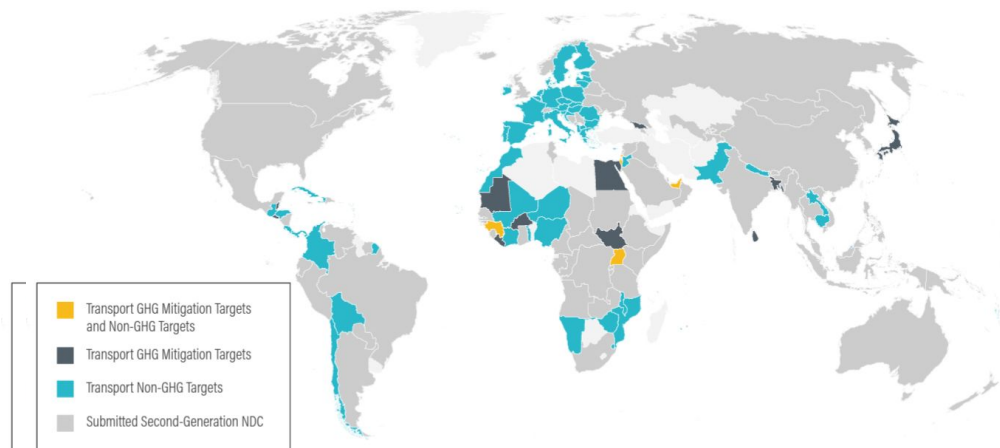 Transport GHG Mitigation Targets
and Non-GHG Targets
Transport GHG Mitigation Targets
Transport Non-GHG Targets
Submitted Second-Generation NDC